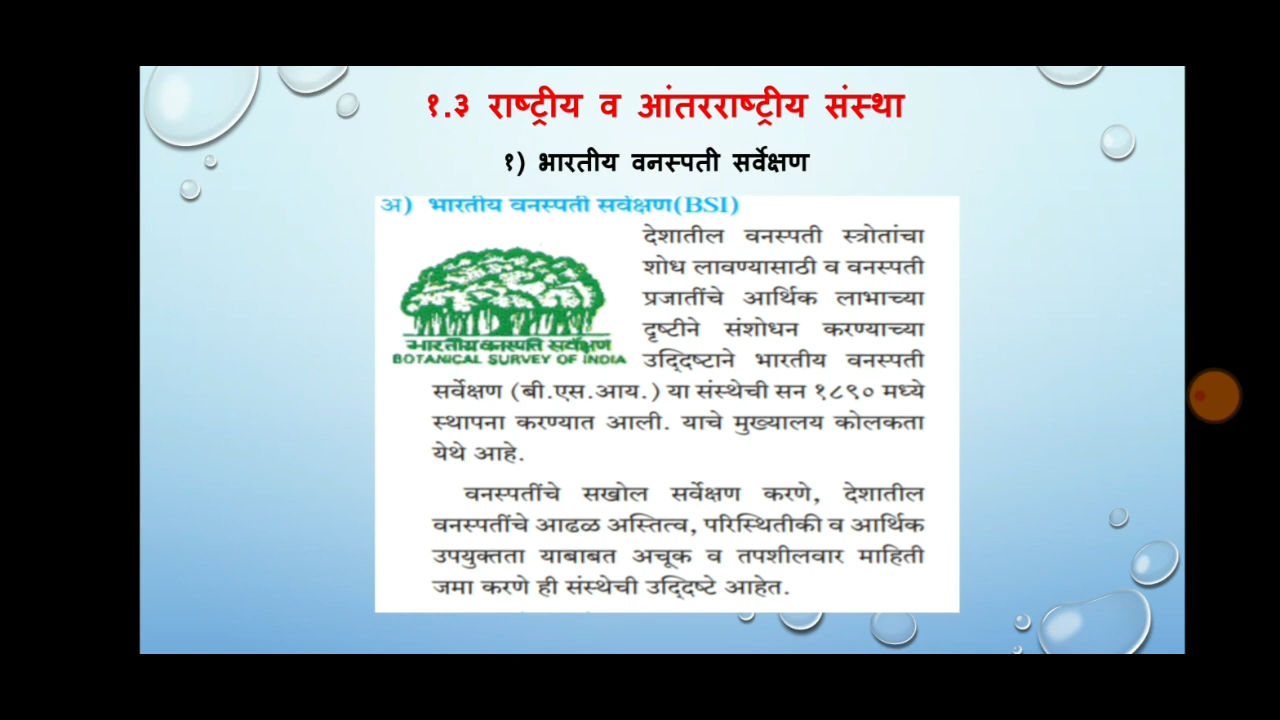 १.३ राष्ट्रीय व आंतरराष्ट्रीय संस्था
१) भारतीय वनस्पती सर्वेक्षण
अ) भारतीय वनस्पती सर्वेक्षण(BSI)
देशातील वनस्पती स्त्रोतांचा
शोध लावण्यासाठी व वनस्पती
प्रजातींचे आर्थिक लाभाच्या
दृष्टीने संशोधन करण्याच्या
उद्दिष्टाने भारतीय वनस्पती
भारतीय वनस्पति सर्वेक्षण
BOTANICAL SURVEY OF INDIA
सर्वेक्षण (बी.एस.आय.) या संस्थेची सन १८९० मध्ये
स्थापना करण्यात आली. याचे मुख्यालय कोलकता
येथे आहे.
वनस्पतींचे सखोल सर्वेक्षण करणे, देशातील
वनस्पतींचे आढळ अस्तित्व, परिस्थितीकी व आर्थिक
उपयुक्तता याबाबत अचूक व तपशीलवार माहिती
जमा करणे ही संस्थेची उद्दिष्टे आहेत.